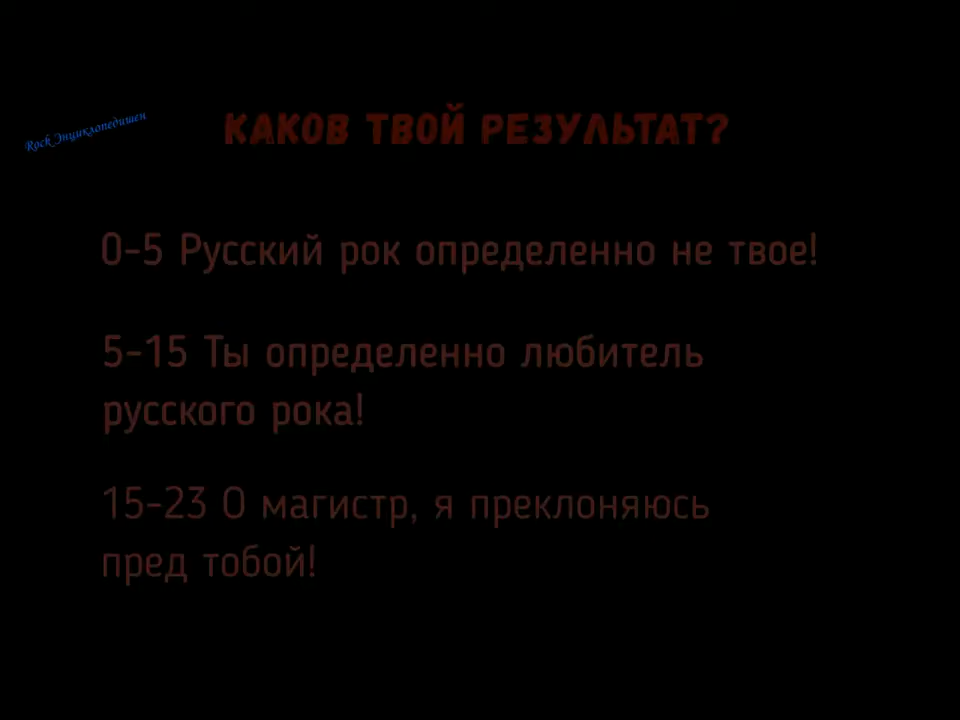 Rock Энциклопедишен
КАКОВ ТВОЙ РЕЗУЛЬТАТ?
0-5 Русский рок определенно не твое!
5-15 Ты определенно любитель
русского рока!
15-23 О магистр, я преклоняюсь
пред тобой!